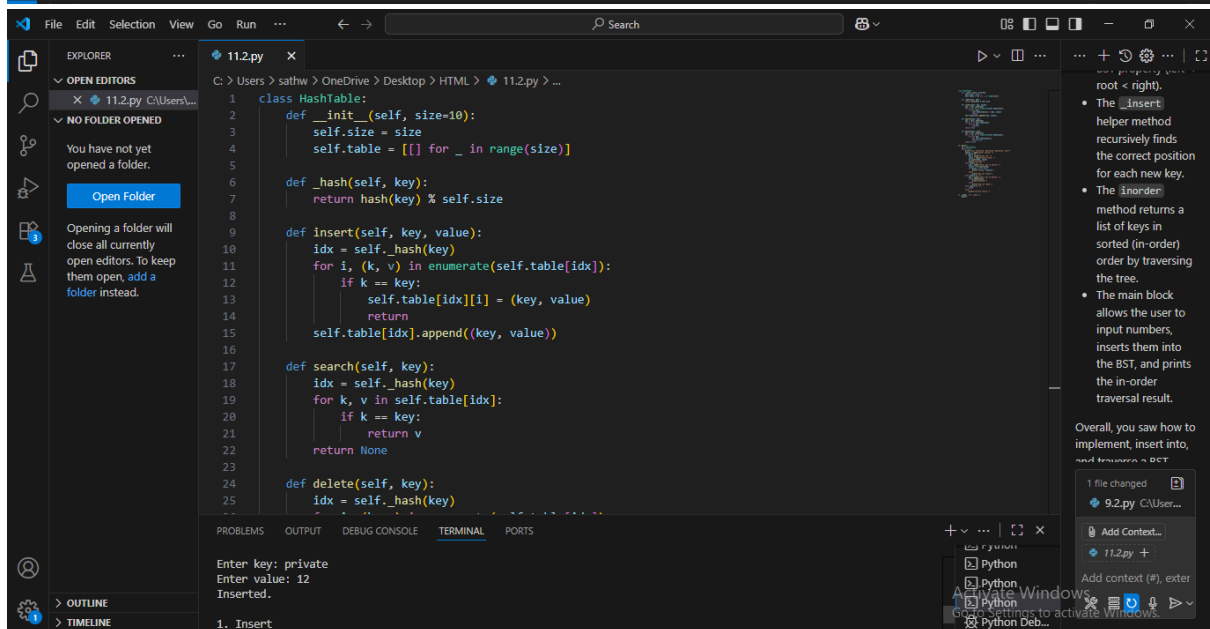 File Edit Selection View Go Run ··· Search
EXPLORER ···
OPEN EDITORS
11.2.py C:\Users\...
NO FOLDER OPENED
You have not yet
opened a folder.
Open Folder
Opening a folder will
close all currently
open editors. To keep
them open, add a
folder instead.
OUTLINE
TIMELINE
3
1
11.2.py
C: > Users > sathw > OneDrive > Desktop > HTML > 11.2.py > ...
1 class HashTable:
2 def __init__(self, size=10):
3 self.size = size
4 self.table = [[] for _ in range(size)]
5
6 def _hash(self, key):
7 return hash(key) % self.size
8
9 def insert(self, key, value):
10 idx = self._hash(key)
11 for i, (k, v) in enumerate(self.table[idx]):
12 if k == key:
13 self.table[idx][i] = (key, value)
14 return
15 self.table[idx].append((key, value))
16
17 def search(self, key):
18 idx = self._hash(key)
19 for k, v in self.table[idx]:
20 if k == key:
21 return v
22 return None
23
24 def delete(self, key):
25 idx = self._hash(key)
PROBLEMS OUTPUT DEBUG CONSOLE TERMINAL PORTS
Enter key: private
Enter value: 12
Inserted.
1. Insert
Python
Python
Python
Python
Python Deb...
root < right).
• The _insert
helper method
recursively finds
the correct position
for each new key.
• The inorder
method returns a
list of keys in
sorted (in-order)
order by traversing
the tree.
• The main block
allows the user to
input numbers,
inserts them into
the BST, and prints
the in-order
traversal result.
Overall, you saw how to
implement, insert into,
and traverse a BST
1 file changed
9.2.py C:\User...
Add Context...
11.2.py +
Add context (#), exter
Activate Windows
Go to Settings to activate Windows.